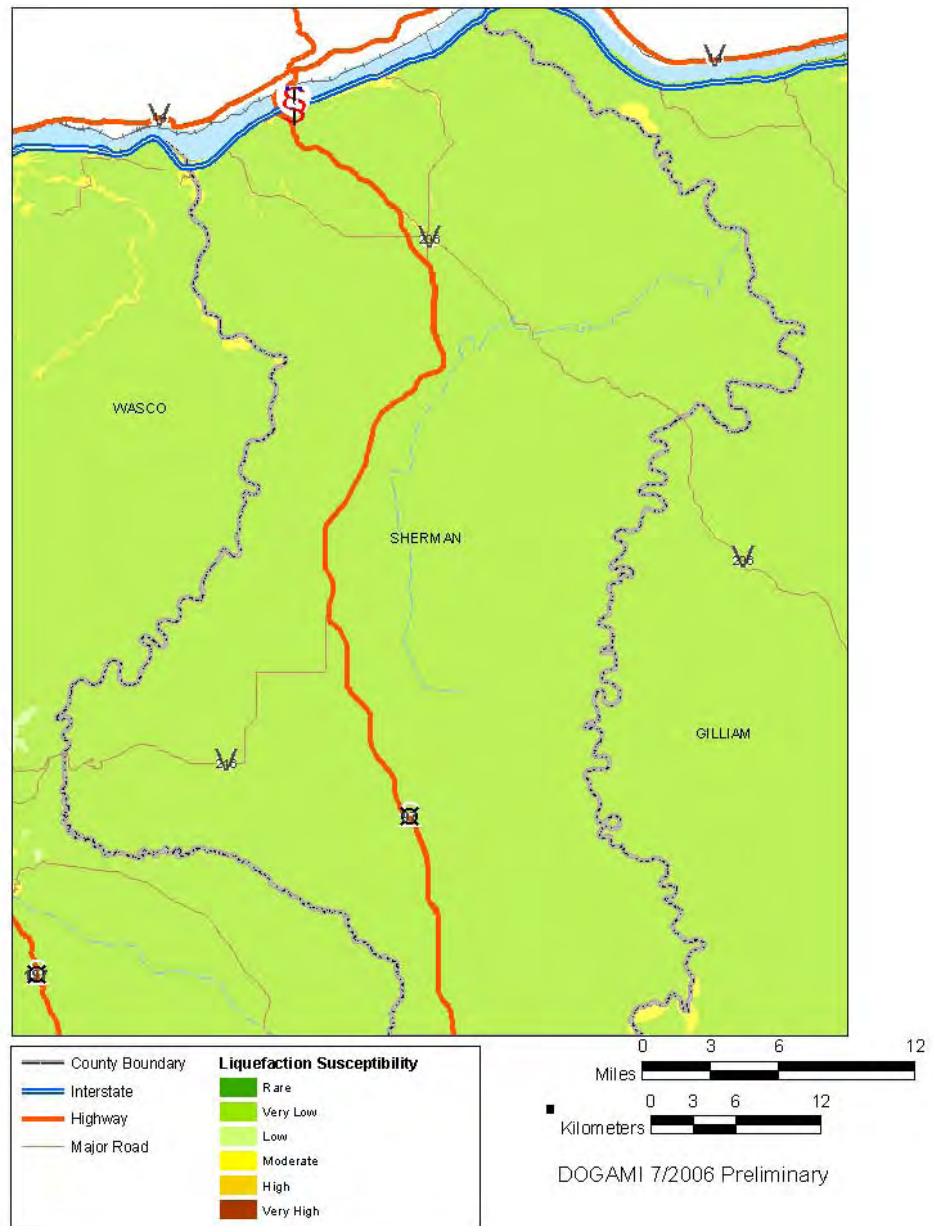 WASCO
SHERMAN
GILLIAM
206
206
216
County Boundary
Interstate
Highway
Major Road
Liquefaction Susceptibility
Rare
Very Low
Low
Moderate
High
Very High
0 3 6 12
Miles
0 3 6 12
Kilometers
DOGAMI 7/2006 Preliminary